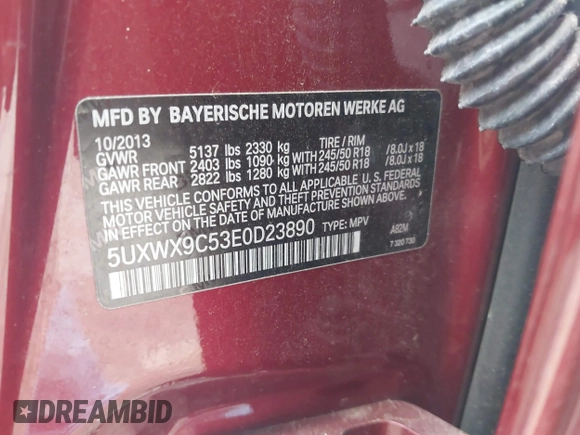 MFD BY BAYERISCHE MOTOREN WERKE AG
10/2013
GVWR 5137 lbs 2330 kg TIRE / RIM
GAWR FRONT 2403 lbs 1090 kg WITH 245/50 R18 /8.0J x 18
GAWR REAR 2822 lbs 1280 kg WITH 245/50 R18 /8.0J x 18
THIS VEHICLE CONFORMS TO ALL APPLICABLE U. S. FEDERAL
MOTOR VEHICLE SAFETY AND THEFT PREVENTION STANDARDS
IN EFFECT ON THE DATE OF MANUFACTURE SHOWN ABOVE.
5UXWX9C53E0D23890 TYPE: MPV
A82M
7 320 730
DREAMBID